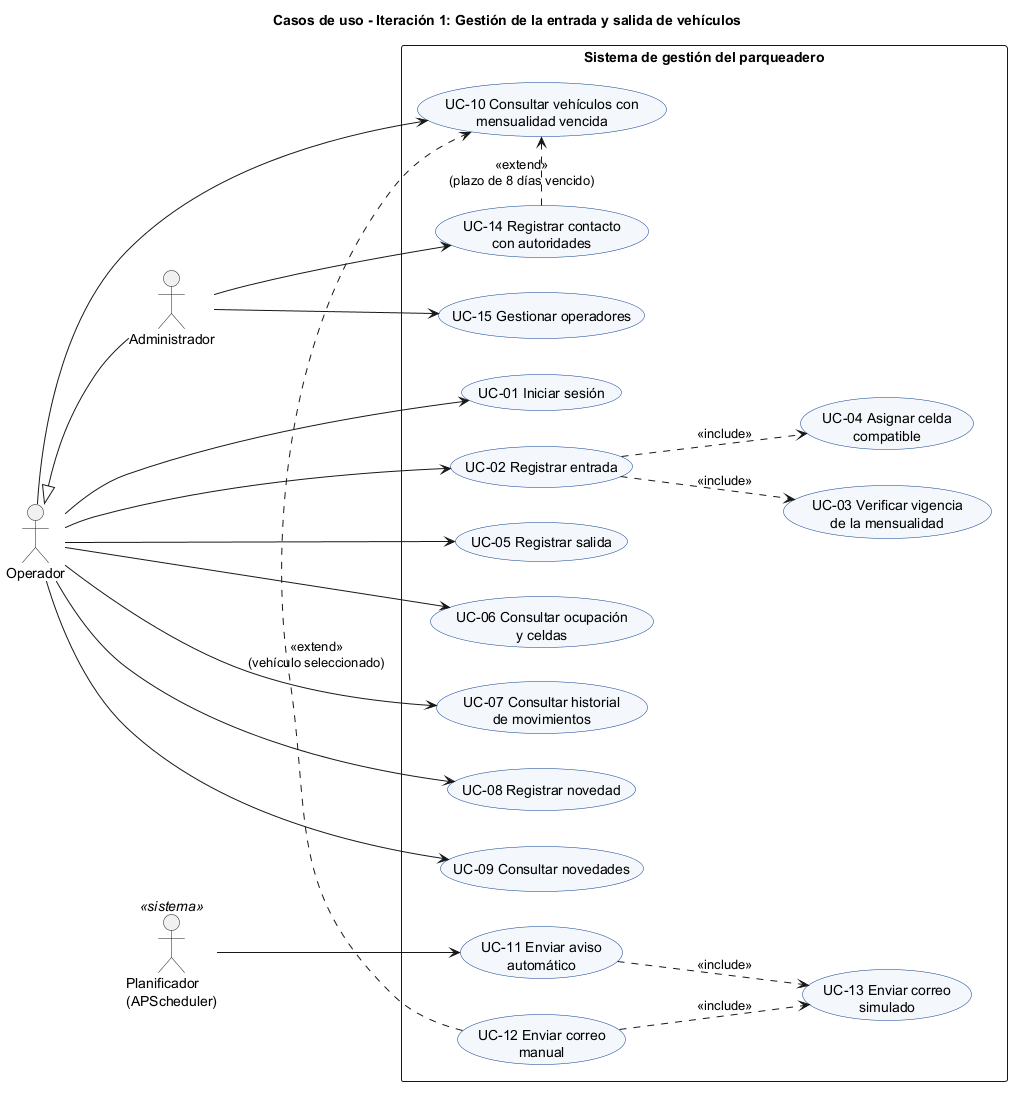 Casos de uso - Iteración 1: Gestión de la entrada y salida de vehículos
Sistema de gestión del parqueadero
UC-10 Consultar vehículos con
mensualidad vencida
«extend»
(plazo de 8 días vencido)
UC-14 Registrar contacto
con autoridades
Administrador
UC-15 Gestionar operadores
UC-01 Iniciar sesión
UC-04 Asignar celda
compatible
«include»
UC-02 Registrar entrada
«include»
UC-03 Verificar vigencia
de la mensualidad
Operador
UC-05 Registrar salida
UC-06 Consultar ocupación
y celdas
«extend»
(vehículo seleccionado)
UC-07 Consultar historial
de movimientos
UC-08 Registrar novedad
UC-09 Consultar novedades
«sistema»
Planificador
(APScheduler)
UC-11 Enviar aviso
automático
«include»
UC-13 Enviar correo
simulado
«include»
UC-12 Enviar correo
manual